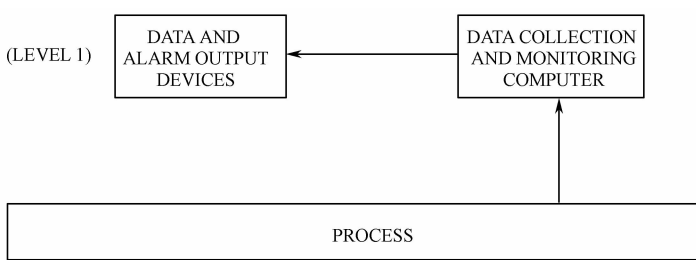 (LEVEL 1)
DATA AND
ALARM OUTPUT
DEVICES
DATA COLLECTION
AND MONITORING
COMPUTER
PROCESS